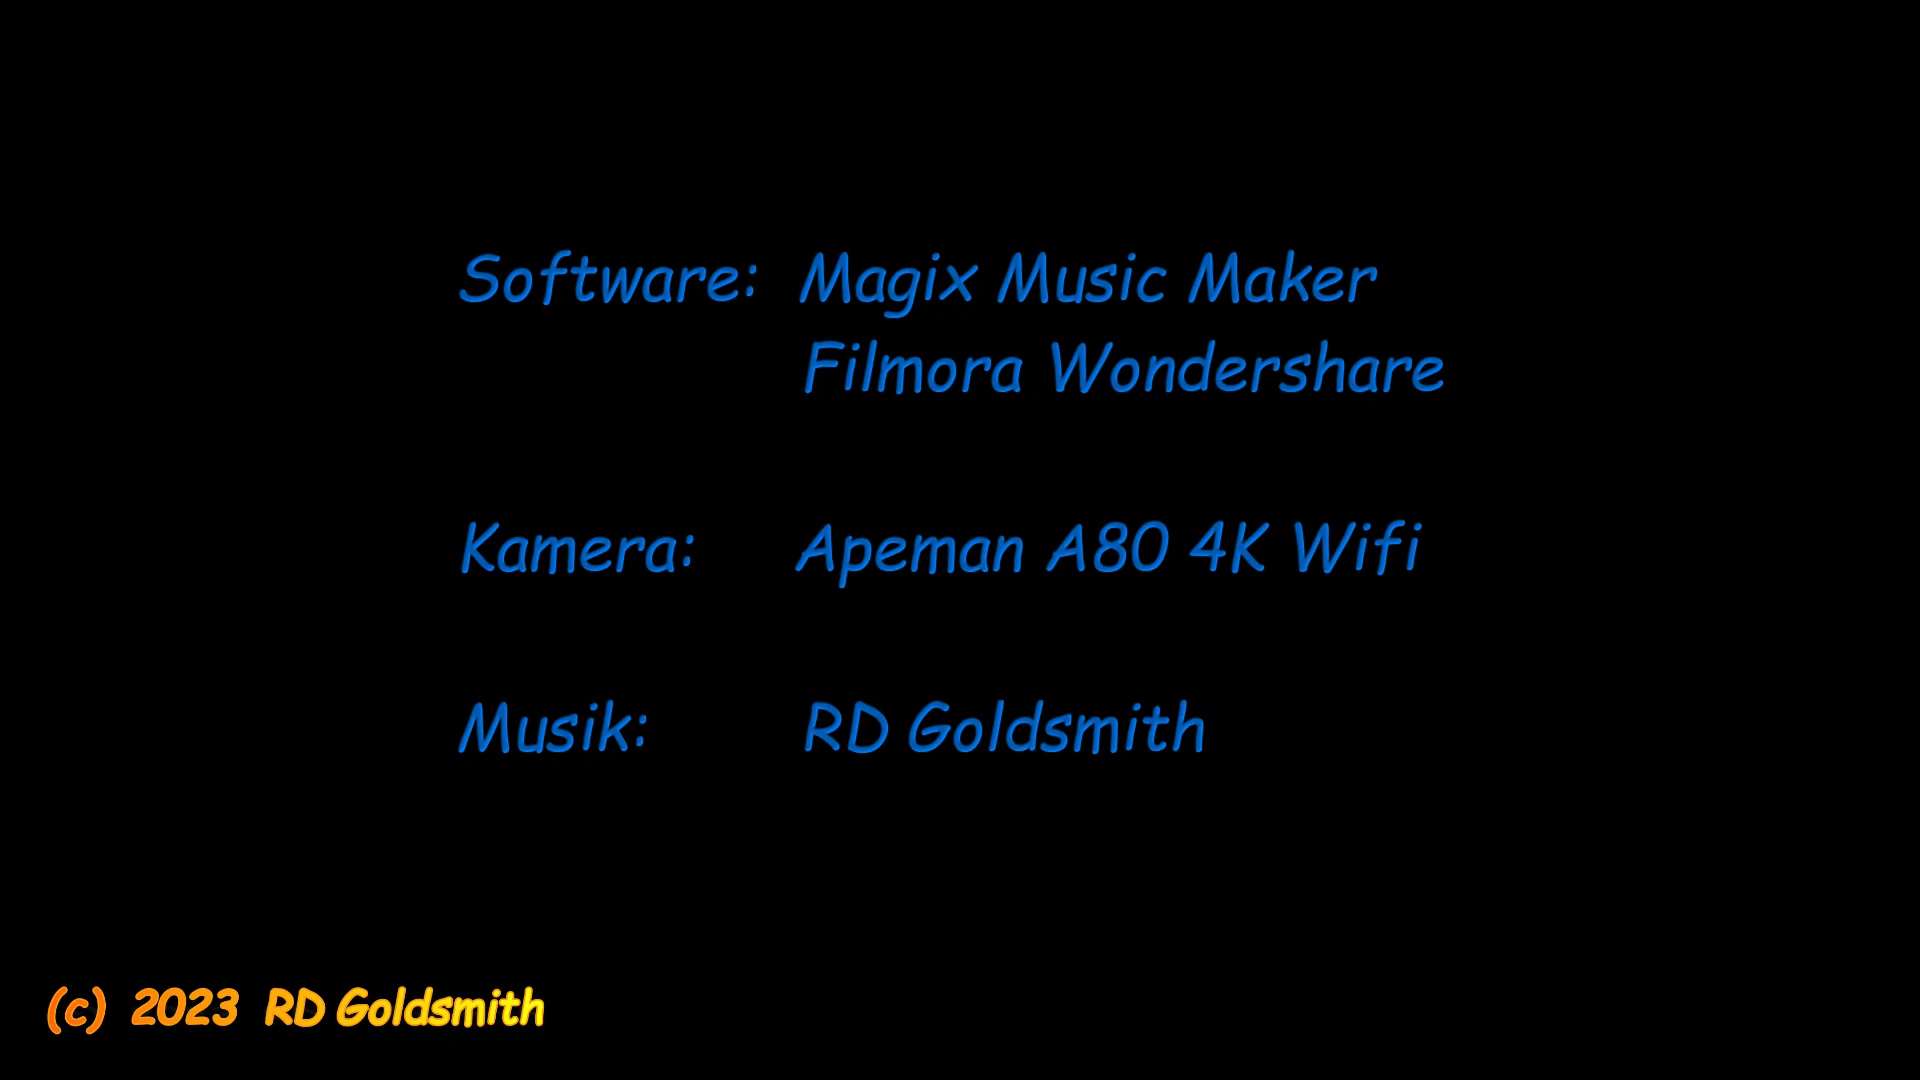 Software: Magix Music Maker
Filmora Wondershare
Kamera: Apeman A80 4K Wifi
Musik: RD Goldsmith
(c) 2023 RD Goldsmith